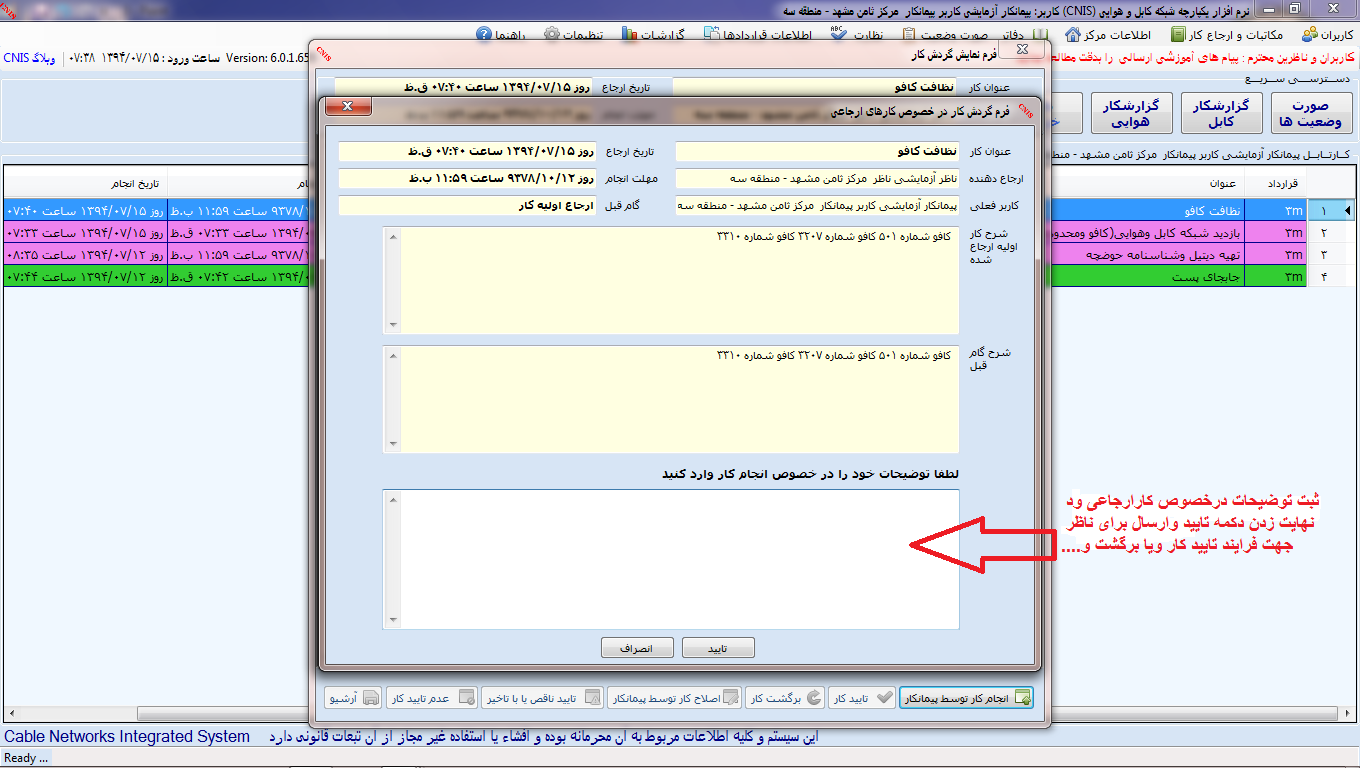 نرم افزار یکپارچه شبکه کابل و هوایی (CNIS) کاربر: پیمانکار آزمایشی کاربر پیمانکار مرکز ثامن مشهد - منطقه سه
کاربران
مکاتبات و ارجاع کار
اطلاعات مرکز
دفاتر
صورت وضعیت
نظارت
اطلاعات قراردادها
گزارشات
تنظیمات
راهنما
کاربران و ناظرین محترم : پیام های آموزشی ارسالی را بدقت مطالعه
Version: 6.0.1.65
ساعت ورود : ۱۳۹۴/۰۷/۱۵ ۰۷:۳۸
وبلاگ CNIS
دسـتـرسـی سـریـع
صورت وضعیت ها
گزارشکار کابل
گزارشکار هوایی
کـارتـابـل پیمانکار آزمایشی کاربر پیمانکار مرکز ثامن مشهد - منطقه
قرارداد
عنوان
تاریخ انجام
۱ ۳m نظافت کافو ۹۳۷۸/۱ ساعت ۱۱:۵۹ ب.ظ روز ۱۳۹۴/۰۷/۱۵ ساعت ۰۷:۴۰
۲ ۳m بازدید شبکه کابل وهوایی(کافو ومحدود ۱۳۹۴/۰ ساعت ۰۷:۳۳ ق.ظ روز ۱۳۹۴/۰۷/۱۵ ساعت ۰۷:۳۳
۳ ۳m تهیه دیتیل وشناسنامه حوضچه ۹۳۷۸/۱ ساعت ۱۱:۵۹ ب.ظ روز ۱۳۹۴/۰۷/۱۲ ساعت ۰۸:۳۵
۴ ۳m جابجای پست ۱۳۹۴/۰ ساعت ۰۷:۴۲ ق.ظ روز ۱۳۹۴/۰۷/۱۲ ساعت ۰۷:۴۴
فرم نمایش گردش کار
عنوان کار نظافت کافو تاریخ ارجاع روز ۱۳۹۴/۰۷/۱۵ ساعت ۰۷:۴۰ ق.ظ
فرم گردش کار در خصوص کارهای ارجاعی
عنوان کار نظافت کافو تاریخ ارجاع روز ۱۳۹۴/۰۷/۱۵ ساعت ۰۷:۴۰ ق.ظ
ارجاع دهنده ناظر آزمایشی ناظر مرکز ثامن مشهد - منطقه سه مهلت انجام روز ۹۳۷۸/۱۰/۱۲ ساعت ۱۱:۵۹ ب.ظ
کاربر فعلی پیمانکار آزمایشی کاربر پیمانکار مرکز ثامن مشهد - منطقه سه گام قبل ارجاع اولیه کار
شرح کار
اولیه ارجاع
شده
کافو شماره ۵۰۱ کافو شماره ۳۲۰۷ کافو شماره ۳۳۱۰
شرح گام
قبل
کافو شماره ۵۰۱ کافو شماره ۳۲۰۷ کافو شماره ۳۳۱۰
لطفا توضیحات خود را در خصوص انجام کار وارد کنید
ثبت توضیحات درخصوص کارارجاعی ود
نهایت زدن دکمه تایید وارسال برای ناظر
جهت فرایند تایید کار ویا برگشت و....
تایید
انصراف
انجام کار توسط پیمانکار
تایید کار
برگشت کار
اصلاح کار توسط پیمانکار
تایید ناقص یا با تاخیر
عدم تایید کار
آرشیو
این سیستم و کلیه اطلاعات مربوط به آن محرمانه بوده و افشاء یا استفاده غیر مجاز از آن تبعات قانونی دارد Cable Networks Integrated System
Ready ...